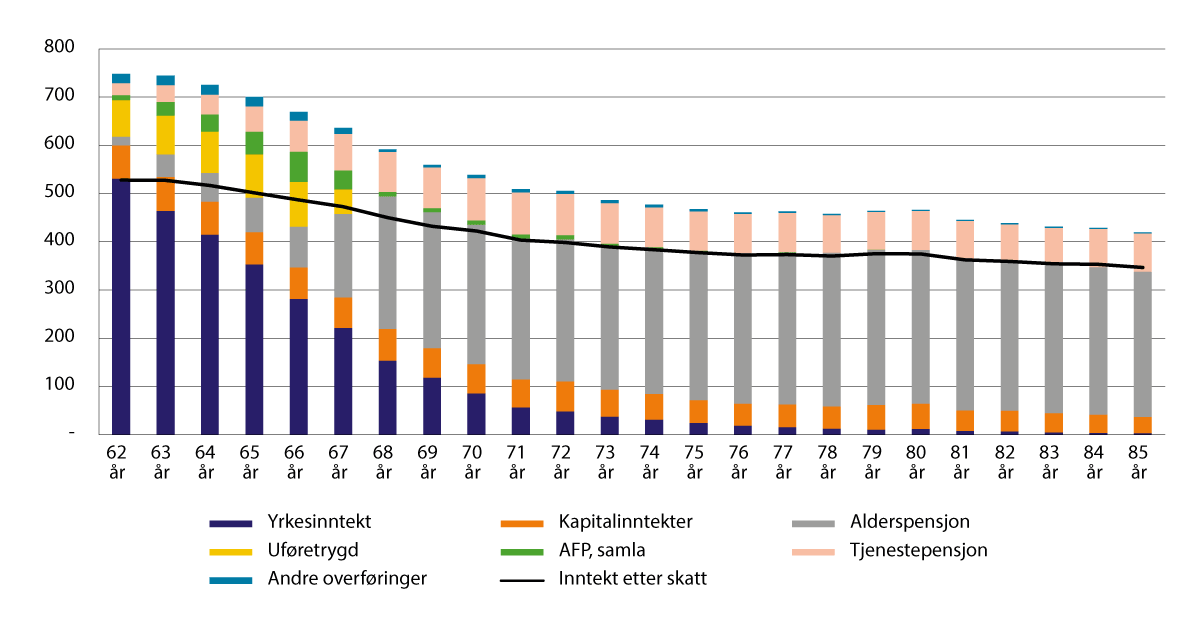 800
700
600
500
400
300
200
100
-
62 63 64 65 66 67 68 69 70 71 72 73 74 75 76 77 78 79 80 81 82 83 84 85
år år år år år år år år år år år år år år år år år år år år år år år år
Yrkesinntekt Kapitalinntekter Alderspensjon
Uføretrygd AFP, samla Tjenestepensjon
Andre overføringer Inntekt etter skatt